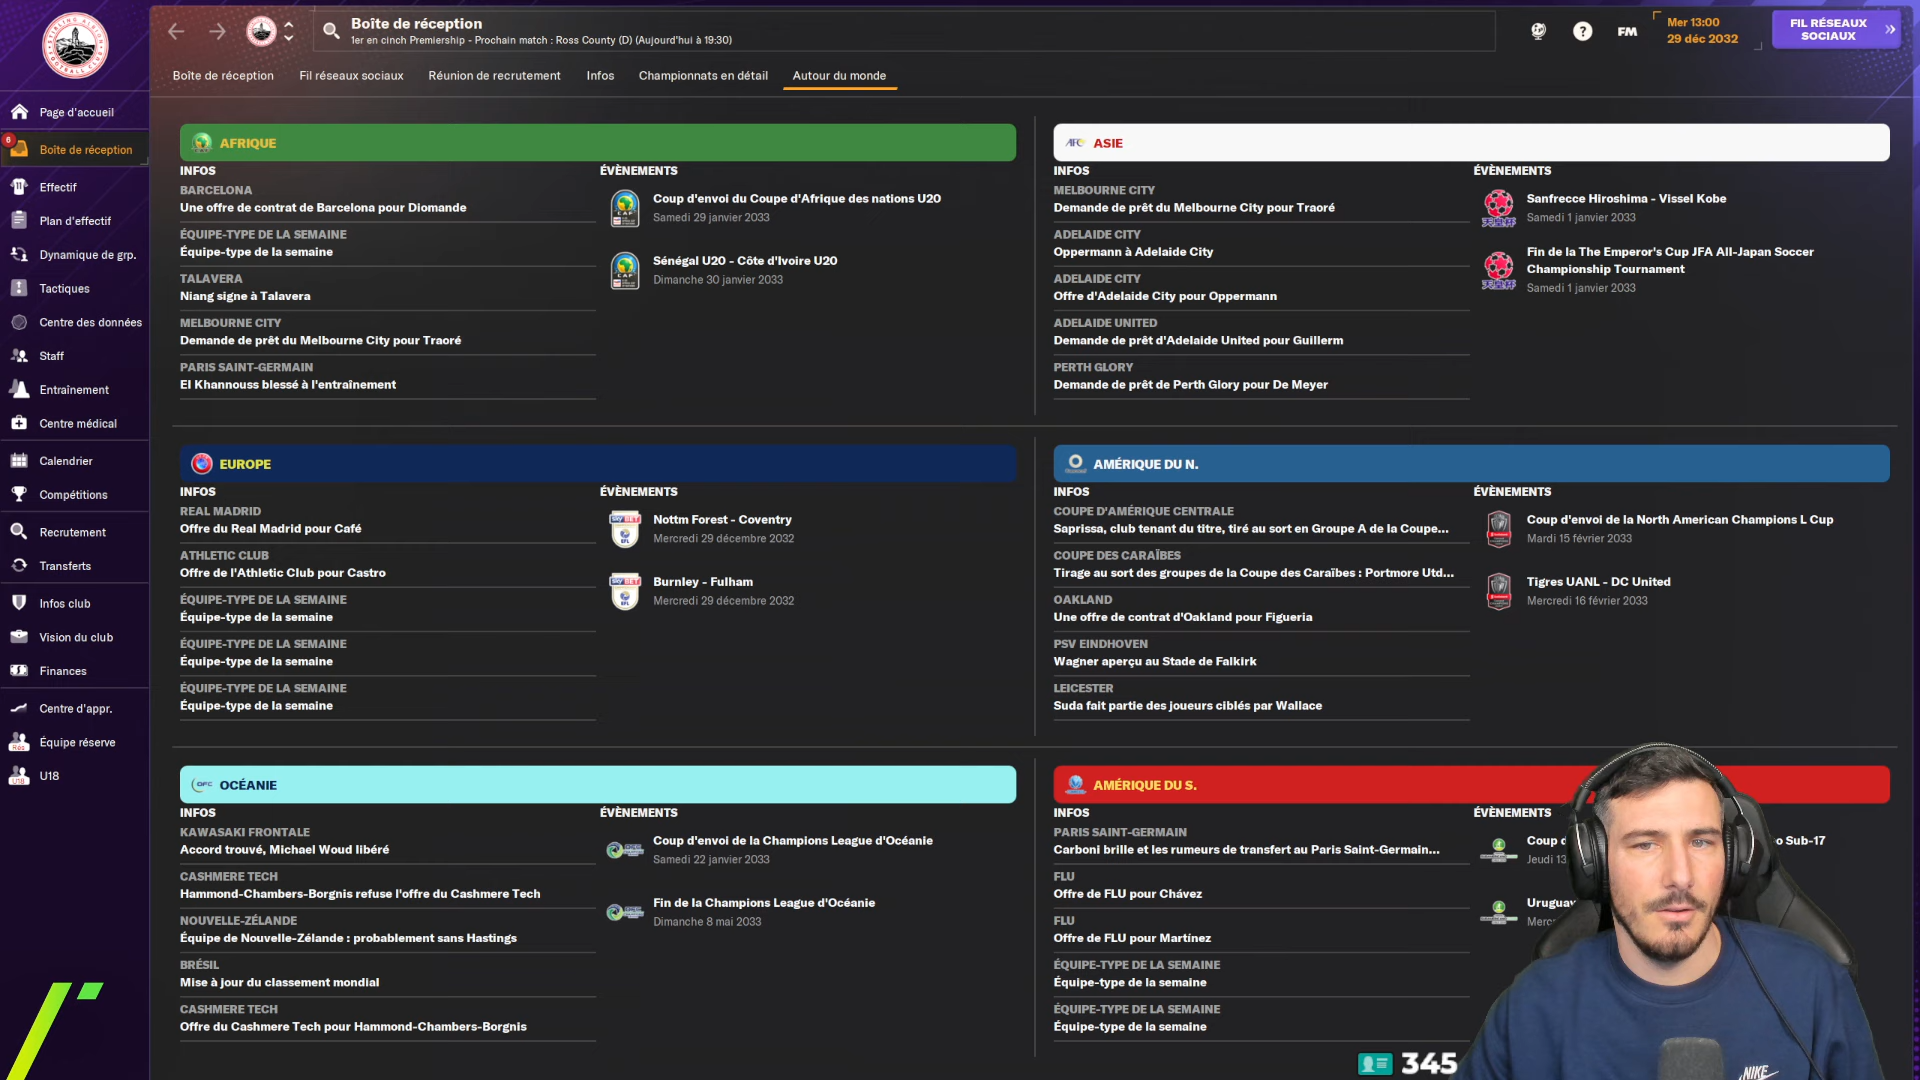 Boîte de réception
1er en cinch Premiership - Prochain match : Ross County (D) (Aujourd'hui à 19:30)
FM
Mer 13:00
29 déc 2032
FIL RÉSEAUX
SOCIAUX
Boîte de réception
Fil réseaux sociaux
Réunion de recrutement
Infos
Championnats en détail
Autour du monde
Page d'accueil
6
Boîte de réception
Effectif
Plan d'effectif
Dynamique de grp.
Tactiques
Centre des données
Staff
Entraînement
Centre médical
Calendrier
Compétitions
Recrutement
Transferts
Infos club
Vision du club
Finances
Centre d'appr.
Équipe réserve
U18
AFRIQUE
INFOS
BARCELONA
Une offre de contrat de Barcelona pour Diomande
ÉQUIPE-TYPE DE LA SEMAINE
Équipe-type de la semaine
TALAVERA
Niang signe à Talavera
MELBOURNE CITY
Demande de prêt du Melbourne City pour Traoré
PARIS SAINT-GERMAIN
El Khannouss blessé à l'entraînement
ÉVÈNEMENTS
Coup d'envoi du Coupe d'Afrique des nations U20
Samedi 29 janvier 2033
Sénégal U20 - Côte d'Ivoire U20
Dimanche 30 janvier 2033
AFC
ASIE
INFOS
MELBOURNE CITY
Demande de prêt du Melbourne City pour Traoré
ADELAIDE CITY
Oppermann à Adelaide City
ADELAIDE CITY
Offre d'Adelaide City pour Oppermann
ADELAIDE UNITED
Demande de prêt d'Adelaide United pour Guillerm
PERTH GLORY
Demande de prêt de Perth Glory pour De Meyer
ÉVÈNEMENTS
Sanfrecce Hiroshima - Vissel Kobe
Samedi 1 janvier 2033
Fin de la The Emperor's Cup JFA All-Japan Soccer
Championship Tournament
Samedi 1 janvier 2033
EUROPE
INFOS
REAL MADRID
Offre du Real Madrid pour Café
ATHLETIC CLUB
Offre de l'Athletic Club pour Castro
ÉQUIPE-TYPE DE LA SEMAINE
Équipe-type de la semaine
ÉQUIPE-TYPE DE LA SEMAINE
Équipe-type de la semaine
ÉQUIPE-TYPE DE LA SEMAINE
Équipe-type de la semaine
ÉVÈNEMENTS
Nottm Forest - Coventry
Mercredi 29 décembre 2032
Burnley - Fulham
Mercredi 29 décembre 2032
AMÉRIQUE DU N.
INFOS
COUPE D'AMÉRIQUE CENTRALE
Saprissa, club tenant du titre, tiré au sort en Groupe A de la Coupe...
COUPE DES CARAÏBES
Tirage au sort des groupes de la Coupe des Caraïbes : Portmore Utd...
OAKLAND
Une offre de contrat d'Oakland pour Figueria
PSV EINDHOVEN
Wagner aperçu au Stade de Falkirk
LEICESTER
Suda fait partie des joueurs ciblés par Wallace
ÉVÈNEMENTS
Coup d'envoi de la North American Champions L Cup
Mardi 15 février 2033
Tigres UANL - DC United
Mercredi 16 février 2033
OFC
OCÉANIE
INFOS
KAWASAKI FRONTALE
Accord trouvé, Michael Woud libéré
CASHMERE TECH
Hammond-Chambers-Borgnis refuse l'offre du Cashmere Tech
NOUVELLE-ZÉLANDE
Équipe de Nouvelle-Zélande : probablement sans Hastings
BRÉSIL
Mise à jour du classement mondial
CASHMERE TECH
Offre du Cashmere Tech pour Hammond-Chambers-Borgnis
ÉVÈNEMENTS
Coup d'envoi de la Champions League d'Océanie
Samedi 22 janvier 2033
Fin de la Champions League d'Océanie
Dimanche 8 mai 2033
AMÉRIQUE DU S.
INFOS
PARIS SAINT-GERMAIN
Carboni brille et les rumeurs de transfert au Paris Saint-Germain...
FLU
Offre de FLU pour Chávez
FLU
Offre de FLU pour Martínez
ÉQUIPE-TYPE DE LA SEMAINE
Équipe-type de la semaine
ÉQUIPE-TYPE DE LA SEMAINE
Équipe-type de la semaine
ÉVÈNEMENTS
Coup d
Sub-17
Jeudi 13
Uruguay
345
NIKE